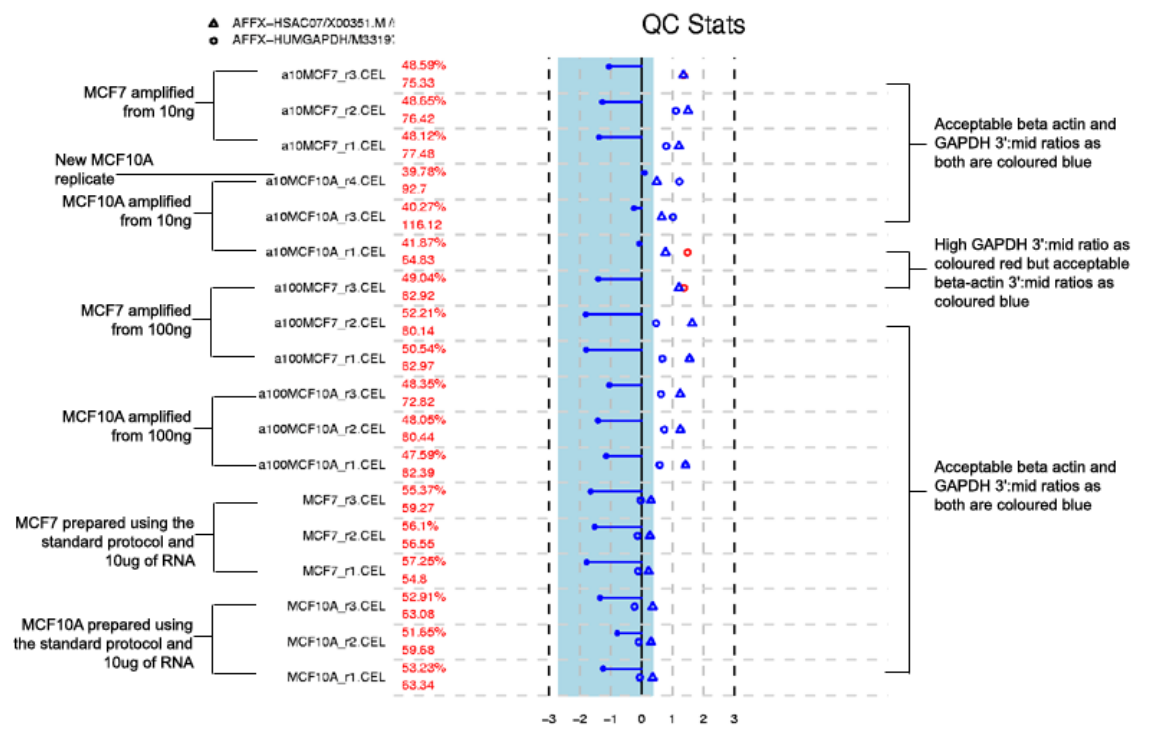 AFFX-HSAC07/X00351.M /
AFFX-HUMGAPDH/M3319
QC Stats
MCF7 amplified
from 10ng
a10MCF7_r3.CEL
48.59%
75.33
a10MCF7_r2.CEL
48.65%
76.42
a10MCF7_r1.CEL
48.12%
77.48
New MCF10A
replicate
a10MCF10A_r4.CEL
39.78%
92.7
MCF10A amplified
from 10ng
a10MCF10A_r3.CEL
40.27%
116.12
a10MCF10A_r1.CEL
41.87%
64.83
MCF7 amplified
from 100ng
a100MCF7_r3.CEL
49.04%
82.92
a100MCF7_r2.CEL
52.21%
80.14
a100MCF7_r1.CEL
50.54%
82.97
MCF10A amplified
from 100ng
a100MCF10A_r3.CEL
48.35%
72.82
a100MCF10A_r2.CEL
48.05%
80.44
a100MCF10A_r1.CEL
47.59%
82.39
MCF7 prepared using the
standard protocol and
10ug of RNA
MCF7_r3.CEL
55.37%
59.27
MCF7_r2.CEL
56.1%
56.55
MCF7_r1.CEL
57.25%
54.8
MCF10A prepared using
the standard protocol and
10ug of RNA
MCF10A_r3.CEL
52.91%
63.08
MCF10A_r2.CEL
51.65%
59.68
MCF10A_r1.CEL
53.23%
63.34
Acceptable beta actin and
GAPDH 3':mid ratios as
both are coloured blue
High GAPDH 3':mid ratio as
coloured red but acceptable
beta-actin 3':mid ratios as
coloured blue
Acceptable beta actin and
GAPDH 3':mid ratios as
both are coloured blue
-3 -2 -1 0 1 2 3